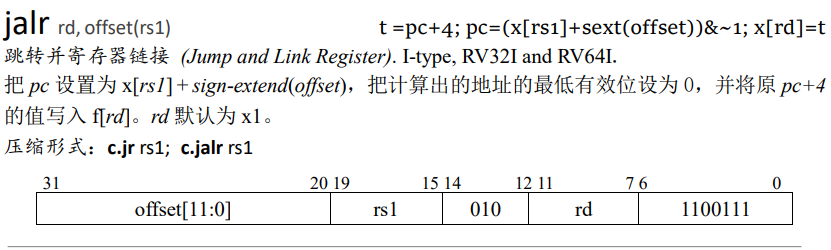 jalr rd, offset(rs1) t =pc+4; pc=(x[rs1]+sext(offset))&~1; x[rd]=t
跳转并寄存器链接 (Jump and Link Register). I-type, RV32I and RV64I.
把 pc 设置为 x[rs1] + sign-extend(offset)，把计算出的地址的最低有效位设为 0，并将原 pc+4
的值写入 f[rd]。rd 默认为 x1。
压缩形式：c.jr rs1; c.jalr rs1
31 20 19 15 14 12 11 7 6 0
offset[11:0] rs1 010 rd 1100111